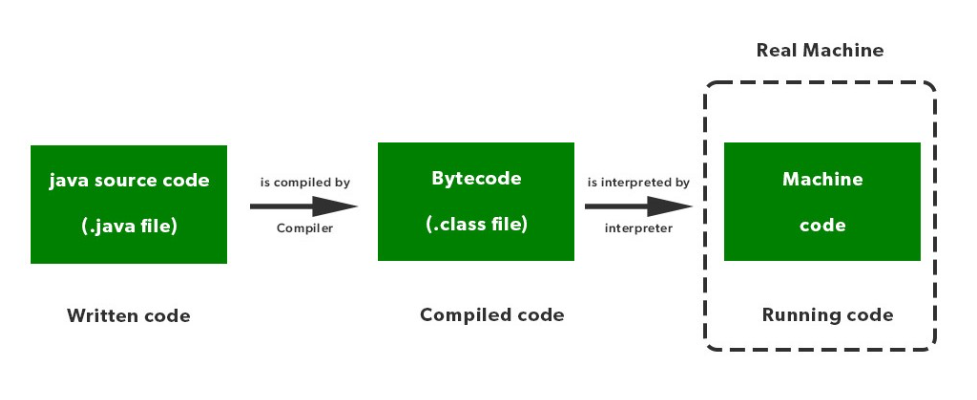 Real Machine
java source code
(.java file)
is compiled by
Compiler
Bytecode
(.class file)
is interpreted by
interpreter
Machine
code
Written code
Compiled code
Running code